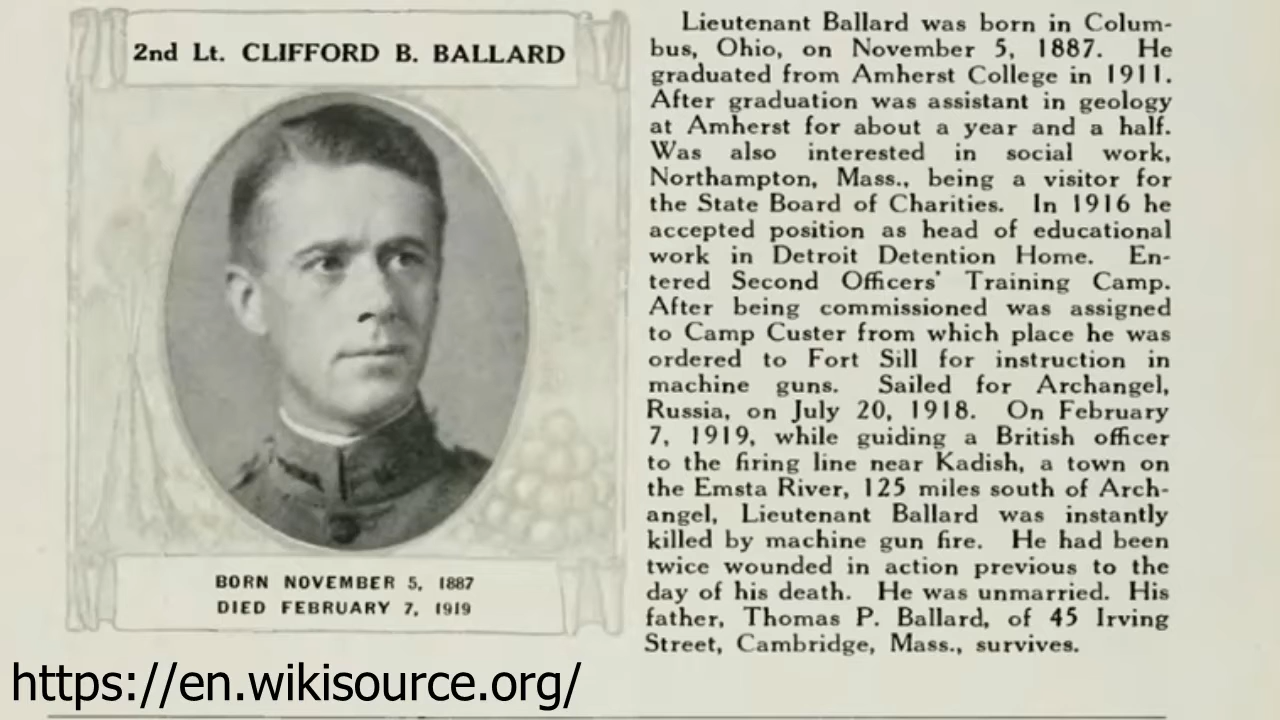 2nd Lt. CLIFFORD B. BALLARD
BORN NOVEMBER 5, 1887
DIED FEBRUARY 7, 1919
Lieutenant Ballard was born in Colum-
bus, Ohio, on November 5, 1887. He
graduated from Amherst College in 1911.
After graduation was assistant in geology
at Amherst for about a year and a half.
Was also interested in social work,
Northampton, Mass., being a visitor for
the State Board of Charities. In 1916 he
accepted position as head of educational
work in Detroit Detention Home. En-
tered Second Officers' Training Camp.
After being commissioned was assigned
to Camp Custer from which place he was
ordered to Fort Sill for instruction in
machine guns. Sailed for Archangel,
Russia, on July 20, 1918. On February
7, 1919, while guiding a British officer
to the firing line near Kadish, a town on
the Emsta River, 125 miles south of Arch-
angel, Lieutenant Ballard was instantly
killed by machine gun fire. He had been
twice wounded in action previous to the
day of his death. He was unmarried. His
father, Thomas P. Ballard, of 45 Irving
Street, Cambridge, Mass., survives.
https://en.wikisource.org/